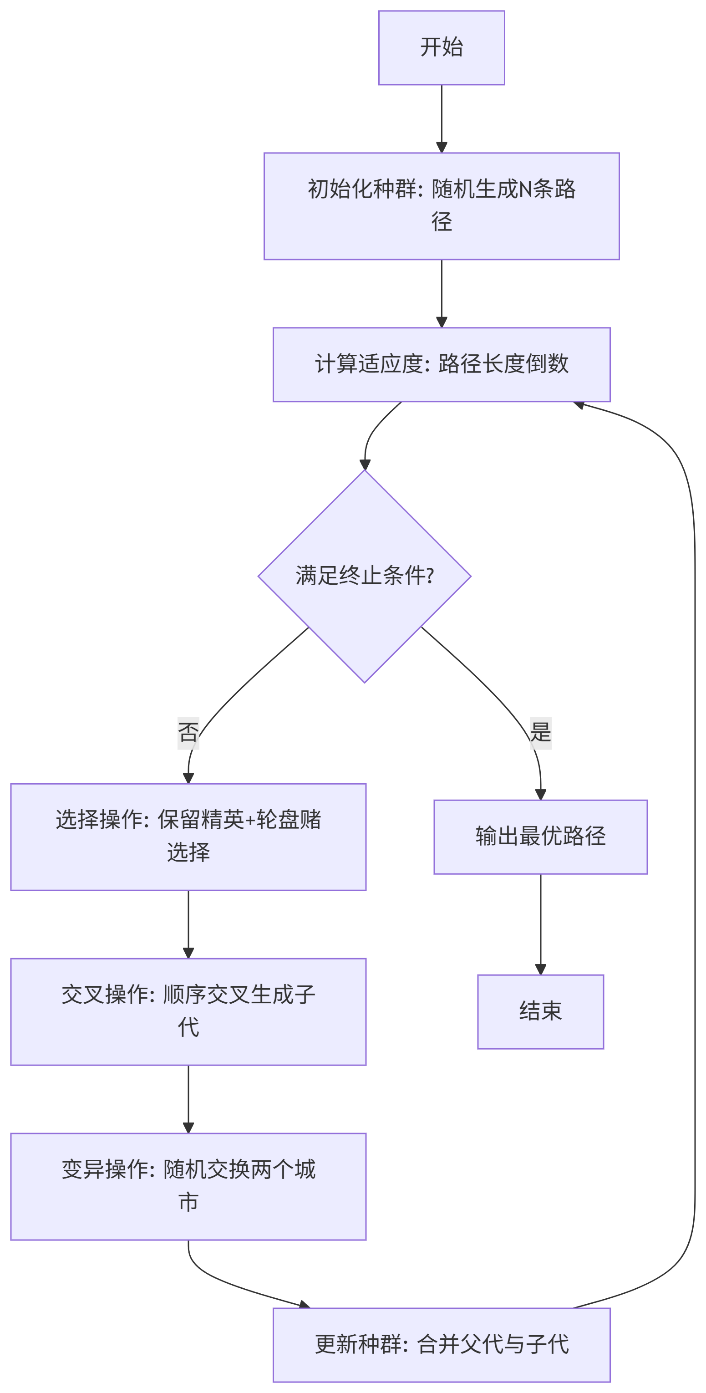 开始
初始化种群: 随机生成N条路
径
计算适应度: 路径长度倒数
满足终止条件?
否
是
选择操作: 保留精英+轮盘赌
选择
输出最优路径
交叉操作: 顺序交叉生成子
代
结束
变异操作: 随机交换两个城
市
更新种群: 合并父代与子代